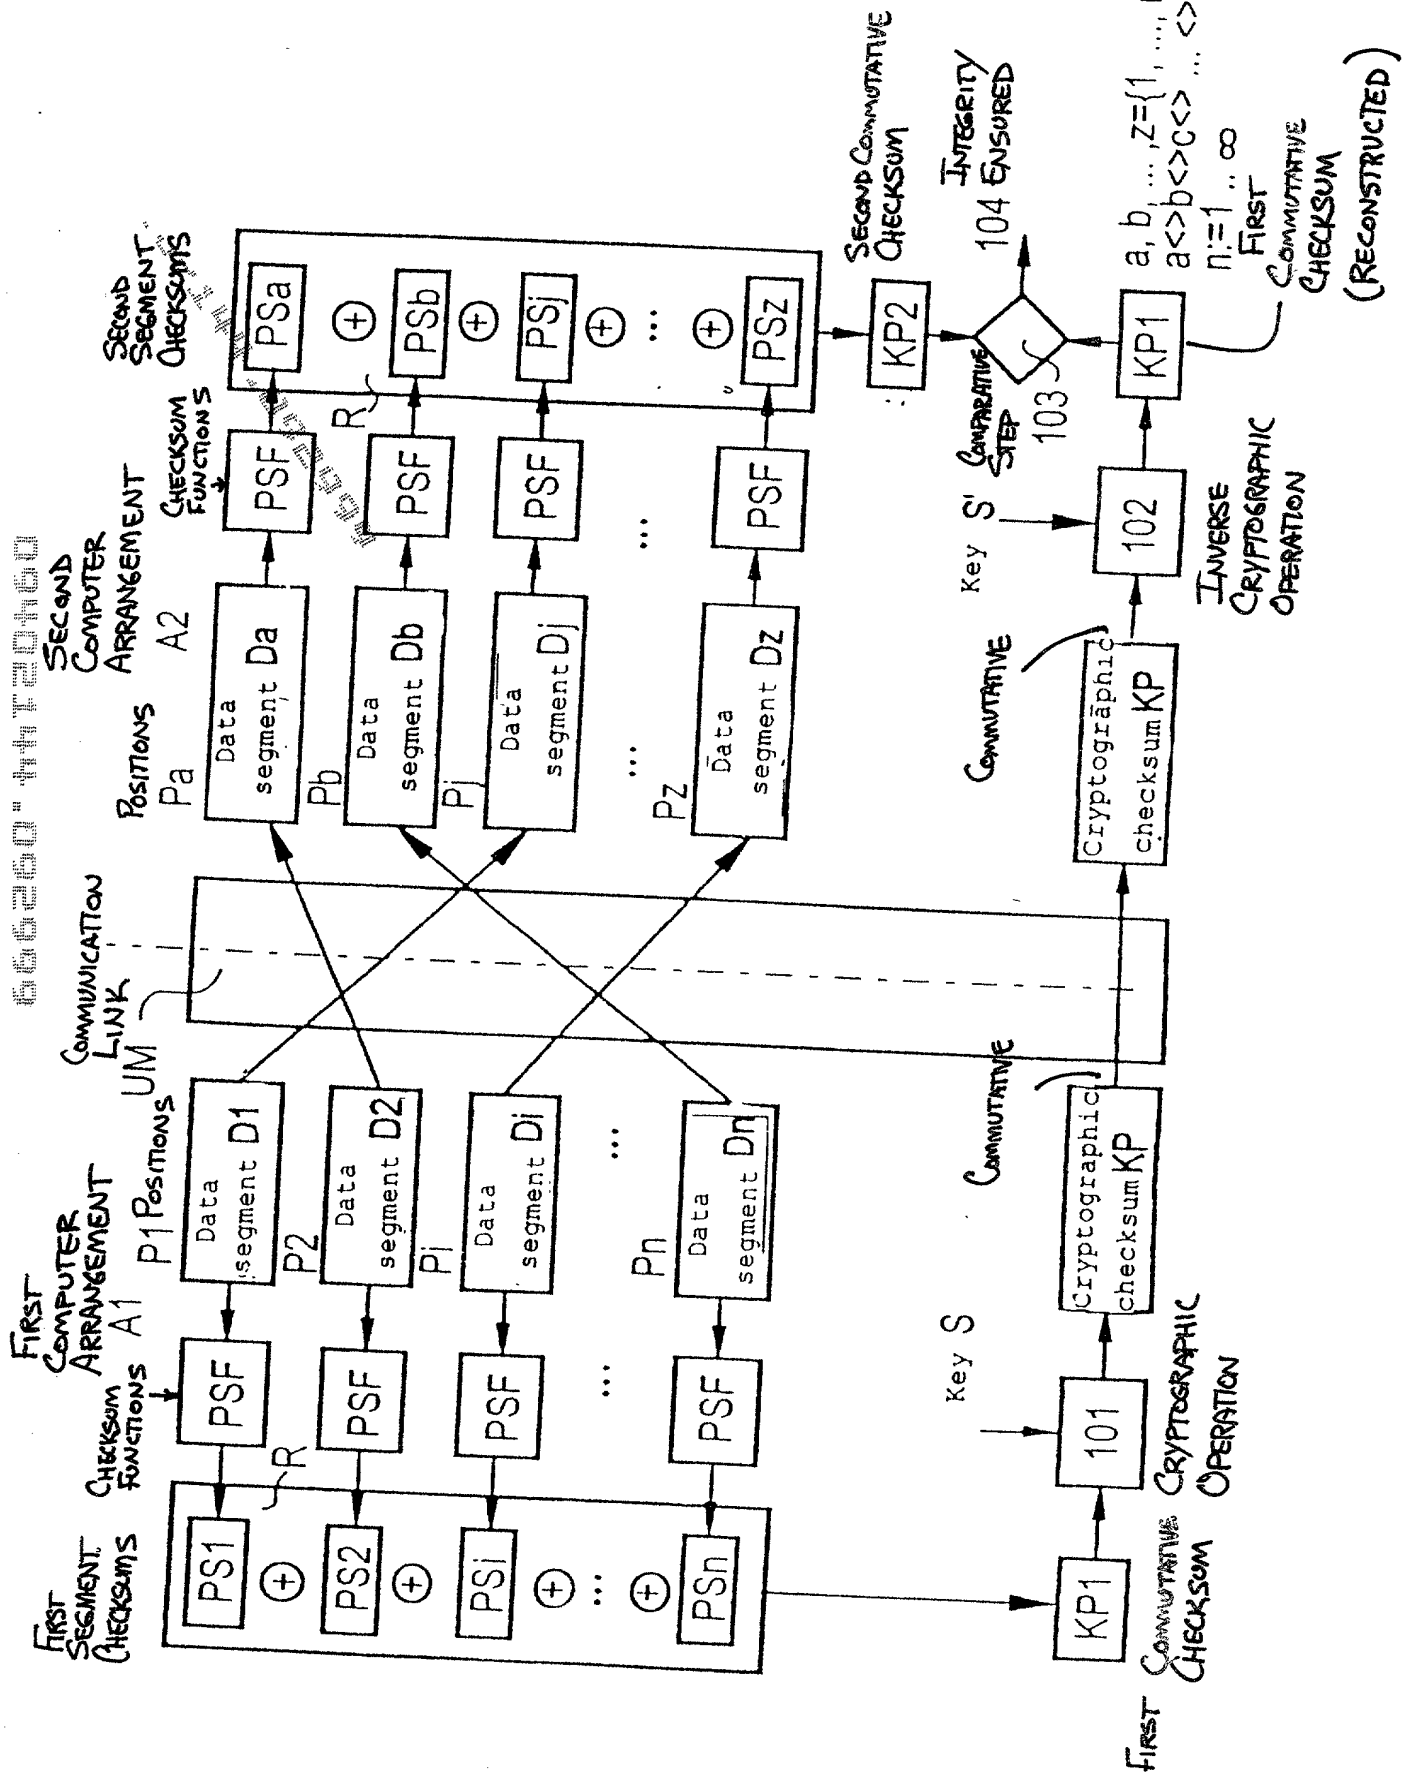 FIRST
SEGMENT
CHECKSUMS
CHECKSUM
FUNCTIONS
FIRST
COMPUTER
ARRANGEMENT
A1
P1 POSITIONS
COMMUNICATION
LINK
UM
POSITIONS
Pa
SECOND
COMPUTER
ARRANGEMENT
A2
CHECKSUM
FUNCTIONS
SECOND
SEGMENT
CHECKSUMS
PS1
PSF
Data
segment D1
Data
segment Da
PSF
PSa
R
R
P2
Pb
PS2
PSF
Data
segment D2
Data
segment Db
PSF
PSb
Pi
Pj
PSi
PSF
Data
segment Di
Data
segment Dj
PSF
PSj
...
...
...
...
...
...
Pn
Pz
PSn
PSF
Data
segment Dn
Data
segment Dz
PSF
PSz
SECOND COMMUTATIVE
CHECKSUM
KP2
COMPARATIVE
STEP
103
INTEGRITY
104 ENSURED
Key S
COMMUTATIVE
COMMUTATIVE
Key S'
FIRST COMMUTATIVE
CHECKSUM
KP1
101
CRYPTOGRAPHIC
OPERATION
Cryptographic
checksum KP
Cryptographic
checksum KP
102
INVERSE
CRYPTOGRAPHIC
OPERATION
KP1
a, b, ... ,z={1, ...,
a<>b<>c<> ... <>
n:=1 .. ∞
FIRST
COMMUTATIVE
CHECKSUM
(RECONSTRUCTED)